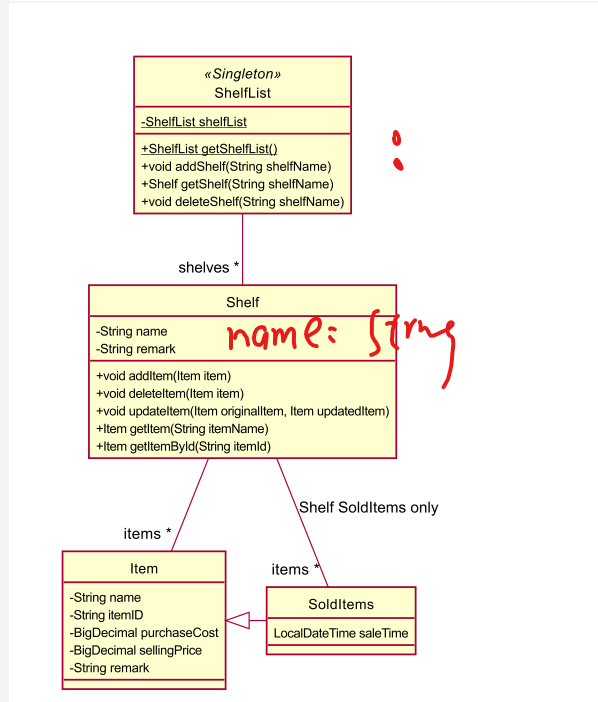 «Singleton»
ShelfList
-ShelfList shelfList
+ShelfList getShelfList()
+void addShelf(String shelfName)
+Shelf getShelf(String shelfName)
+void deleteShelf(String shelfName)
:
shelves *
Shelf
-String name
-String remark
name: String
+void addItem(Item item)
+void deleteItem(Item item)
+void updateItem(Item originalItem, Item updatedItem)
+Item getItem(String itemName)
+Item getItemById(String itemId)
Shelf SoldItems only
items *
items *
Item
-String name
-String itemID
-BigDecimal purchaseCost
-BigDecimal sellingPrice
-String remark
SoldItems
LocalDateTime saleTime